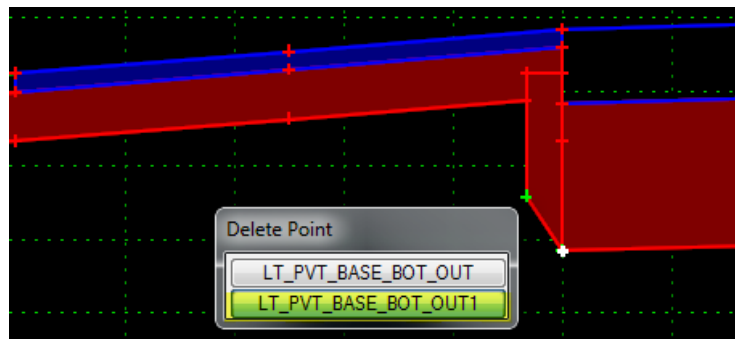 Delete Point
LT_PVT_BASE_BOT_OUT
LT_PVT_BASE_BOT_OUT1